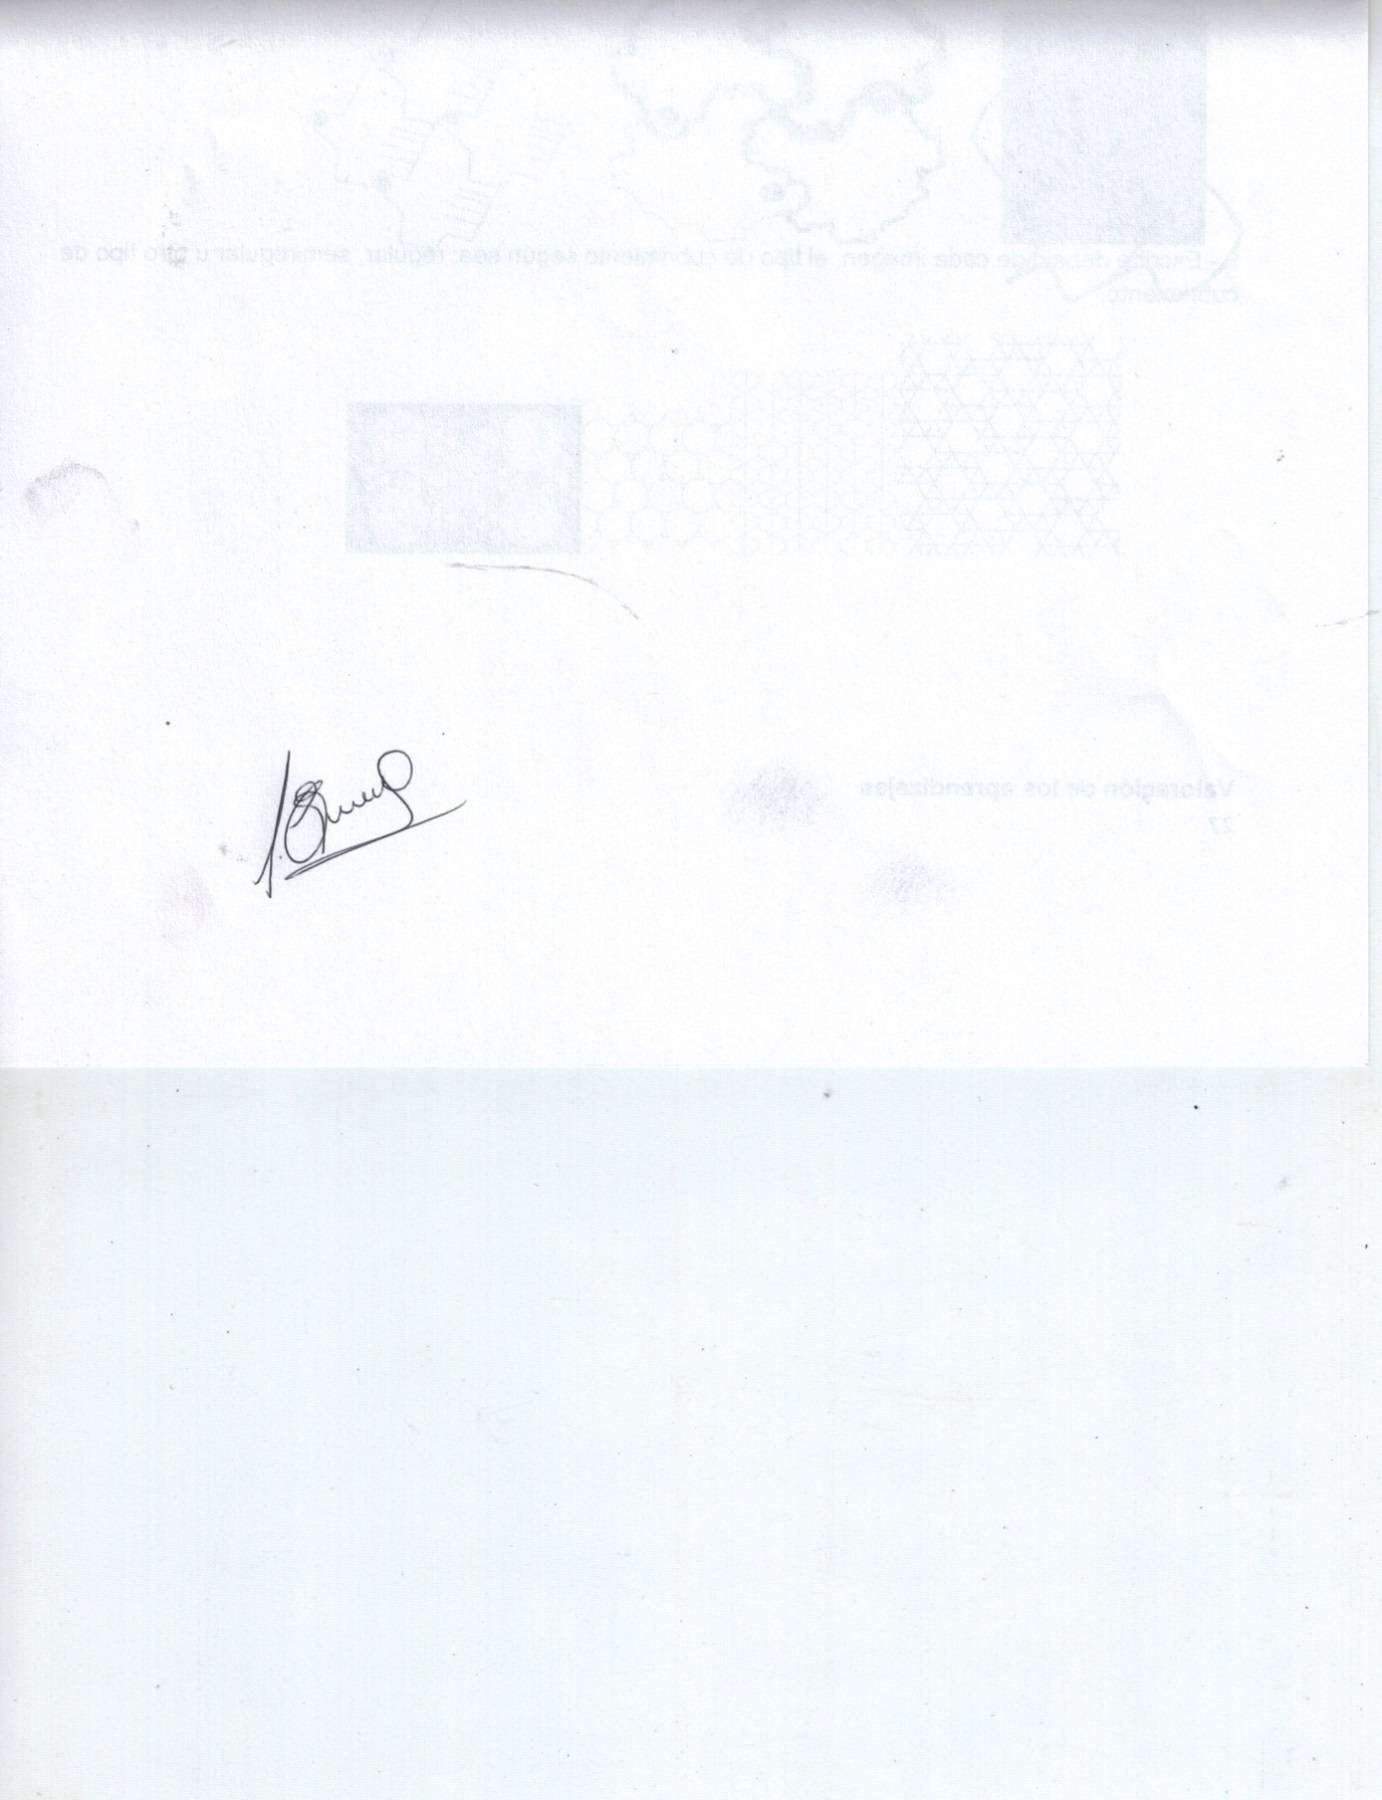 - Escribe debajo de cada imagen, el tipo de cubrimiento según sea: regular, semiregular u otro tipo de
cubrimiento.
Valoración de los aprendizajes
27